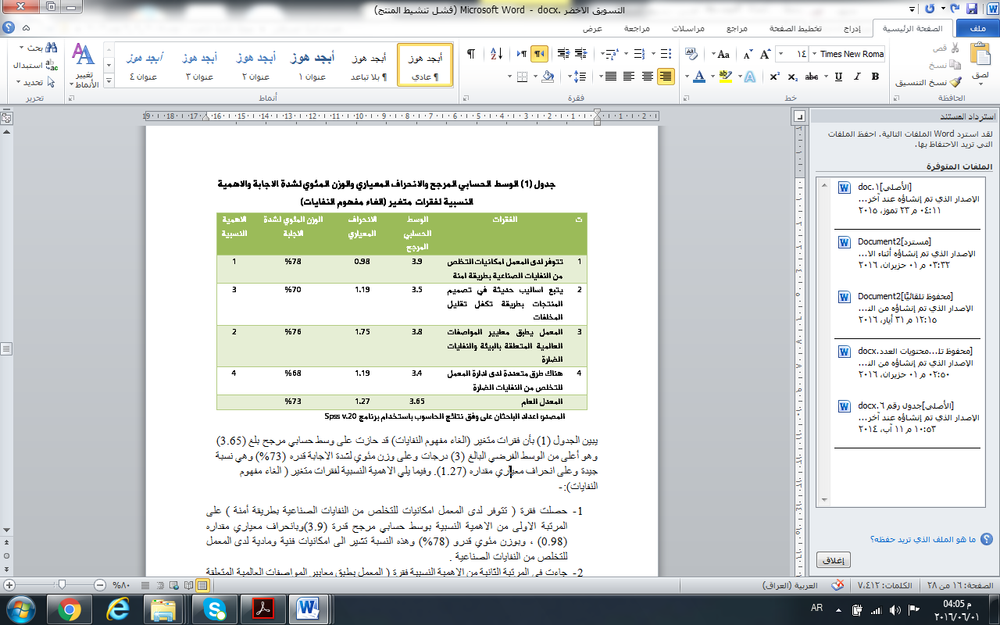 التسويق الاخضر .docx - Microsoft Word (فشل تنشيط المنتج)
ملف
الصفحة الرئيسية
إدراج
تخطيط الصفحة
مراجع
مراسلات
مراجعة
عرض
لصق
قص
نسخ
نسخ التنسيق
الحافظة
Times New Roma
١٤
خط
فقرة
أبجد هوز
¶ عادي
أبجد هوز
¶ بلا تباعد
أبجد هوز
عنوان ١
أبجد هوز
عنوان ٢
أبجد هوز
عنوان ٣
أبجد هوز
عنوان ٤
تغيير الأنماط
أنماط
بحث
استبدال
تحديد
تحرير
استرداد المستند
لقد استرد Word الملفات التالية. احفظ الملفات
التي تريد الاحتفاظ بها.
الملفات المتوفرة
doc.١[الأصلي]
الإصدار الذي تم إنشاؤه عند آخر...
٠٤:١١ م ٢٣ تموز، ٢٠١٥
Document2[مسترد]
الإصدار الذي تم إنشاؤه أثناء الا...
٠٣:٣٢ م ٠١ حزيران، ٢٠١٦
Document2[محفوظ تلقائيًا]
الإصدار الذي تم إنشاؤه من الن...
١٢:١٥ م ٣١ أيار، ٢٠١٦
محتويات العدد.docx[محفوظ تل...
الإصدار الذي تم إنشاؤه من الن...
٠٢:٥٠ م ٠١ حزيران، ٢٠١٦
جدول رقم ٦.docx[الأصلي]
الإصدار الذي تم إنشاؤه عند آخر...
١٠:٥٣ م ١١ آب، ٢٠١٤
ما هو الملف الذي تريد حفظه؟
إغلاق
جدول (1) الوسط الحسابي المرجح والانحراف المعياري والوزن المئوي لشدة الاجابة والاهمية
النسبية لفقرات متغير (الغاء مفهوم النفايات)
ت الفقرات الوسط الحسابي المرجح الانحراف المعياري الوزن المئوي لشدة الاجابة الاهمية النسبية
1 تتوفر لدى المعمل امكانيات التخلص من النفايات الصناعية بطريقة امنة 3.9 0.98 78% 1
2 يتبع اساليب حديثة في تصميم المنتجات بطريقة تكفل تقليل المخلفات 3.5 1.19 70% 3
3 المعمل يطبق معايير المواصفات العالمية المتعلقة بالبيئة والنفايات الضارة 3.8 1.75 76% 2
4 هناك طرق متعددة لدى ادارة المعمل للتخلص من النفايات الضارة 3.4 1.19 68% 4
المعدل العام 3.65 1.27 73%
المصدر: اعداد الباحثان على وفق نتائج الحاسوب باستخدام برنامج Spss v.20
يبين الجدول (1) بأن فقرات متغير (الغاء مفهوم النفايات) قد حازت على وسط حسابي مرجح بلغ (3.65)
وهو أعلى من الوسط الفرضي البالغ (3) درجات وعلى وزن مئوي لشدة الاجابة قدره (73%) وهي نسبة
جيدة وعلى انحراف معياري مقداره (1.27). وفيما يلي الاهمية النسبية لفقرات متغير ( الغاء مفهوم
النفايات):-
1- حصلت فقرة ( تتوفر لدى المعمل امكانيات للتخلص من النفايات الصناعية بطريقة أمنة ) على
المرتبة الاولى من الاهمية النسبية بوسط حسابي مرجح قدرة (3.9)وبانحراف معياري مقداره
(0.98) ، وبوزن مئوي قدرو (78%) وهذه النسبة تشير الى امكانيات فنية ومادية لدى المعمل
للتخلص من النفايات الصناعية .
2- جاءت في المرتبة الثانية من الاهمية النسبية فقرة ( المعمل يطبق معايير المواصفات العالمية المتعلقة
الصفحة: ١٦ من ٢٨
الكلمات: ٧.٤١٢
العربية (العراق)
٨٠%
AR
04:05 م
٢٠١٦/٠٦/٠١